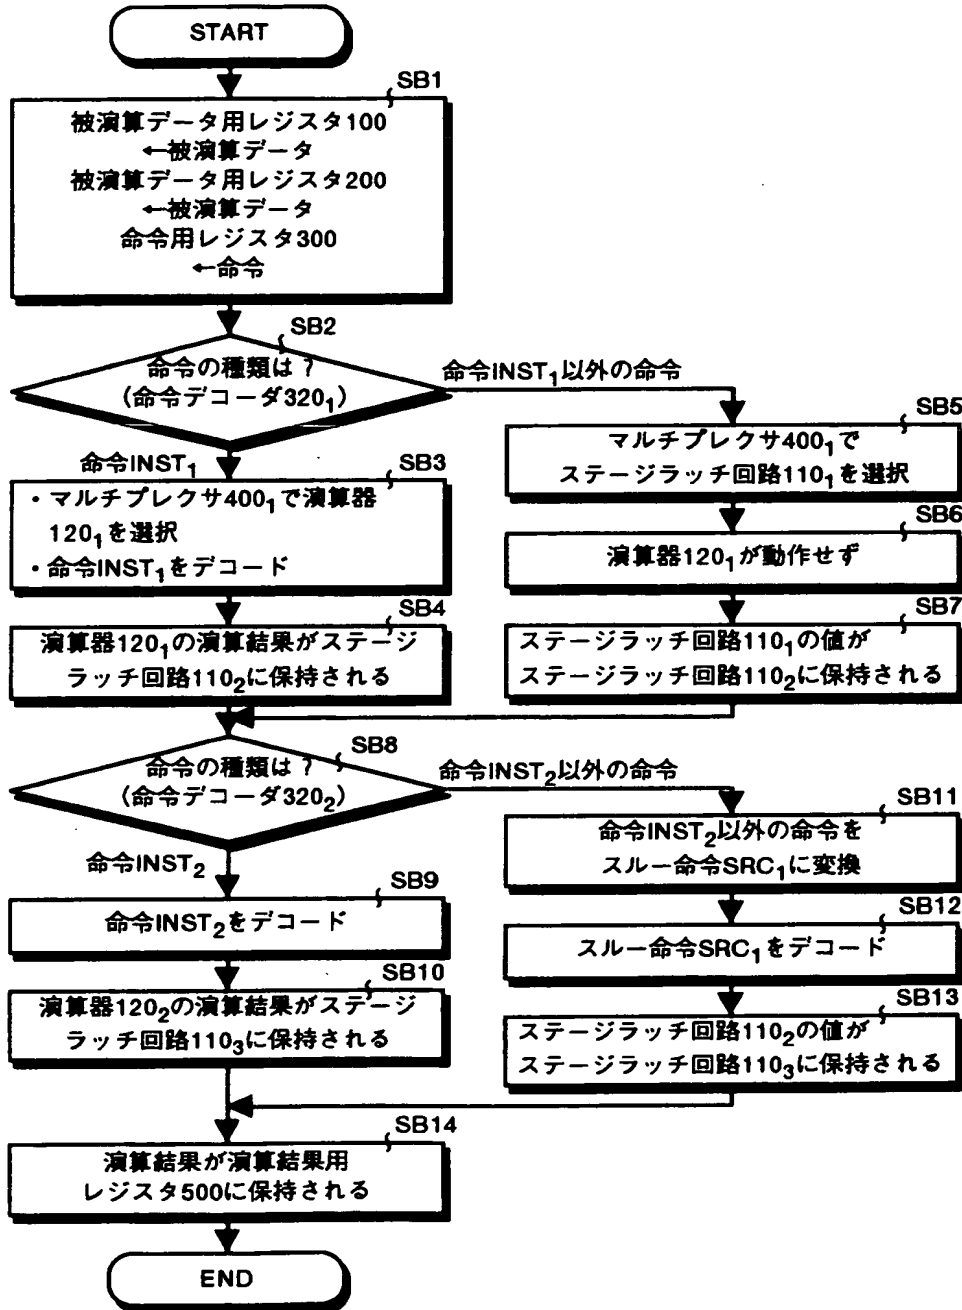 START
SB1
被演算データ用レジスタ100
←被演算データ
被演算データ用レジスタ200
←被演算データ
命令用レジスタ300
←命令
SB2
命令の種類は?
(命令デコーダ320₁)
命令INST₁以外の命令
命令INST₁
SB3
・マルチプレクサ400₁で演算器
120₁を選択
・命令INST₁をデコード
SB4
演算器120₁の演算結果がステージ
ラッチ回路110₂に保持される
SB5
マルチプレクサ400₁で
ステージラッチ回路110₁を選択
SB6
演算器120₁が動作せず
SB7
ステージラッチ回路110₁の値が
ステージラッチ回路110₂に保持される
SB8
命令の種類は?
(命令デコーダ320₂)
命令INST₂以外の命令
命令INST₂
SB9
命令INST₂をデコード
SB10
演算器120₂の演算結果がステージ
ラッチ回路110₃に保持される
SB11
命令INST₂以外の命令を
スルー命令SRC₁に変換
SB12
スルー命令SRC₁をデコード
SB13
ステージラッチ回路110₂の値が
ステージラッチ回路110₃に保持される
SB14
演算結果が演算結果用
レジスタ500に保持される
END